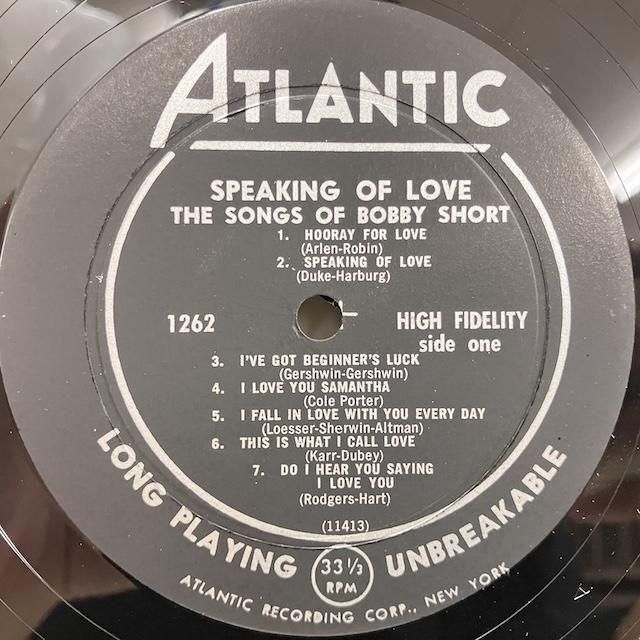 ATLANTIC
SPEAKING OF LOVE
THE SONGS OF BOBBY SHORT
1. HOORAY FOR LOVE
(Arlen-Robin)
2. SPEAKING OF LOVE
(Duke-Harburg)
1262
HIGH FIDELITY
side one
3. I'VE GOT BEGINNER'S LUCK
(Gershwin-Gershwin)
4. I LOVE YOU SAMANTHA
(Cole Porter)
5. I FALL IN LOVE WITH YOU EVERY DAY
(Loesser-Sherwin-Altman)
6. THIS IS WHAT I CALL LOVE
(Karr-Dubey)
7. DO I HEAR YOU SAYING
I LOVE YOU
(Rodgers-Hart)
(11413)
LONG PLAYING
33 1/3
RPM
UNBREAKABLE
ATLANTIC RECORDING CORP., NEW YORK